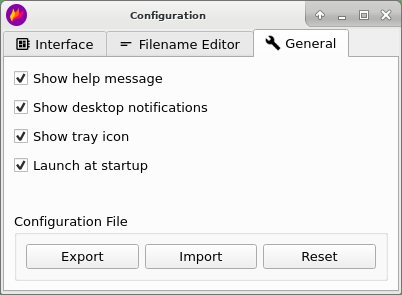 Configuration
Interface
Filename Editor
General
Show help message
Show desktop notifications
Show tray icon
Launch at startup
Configuration File
Export
Import
Reset